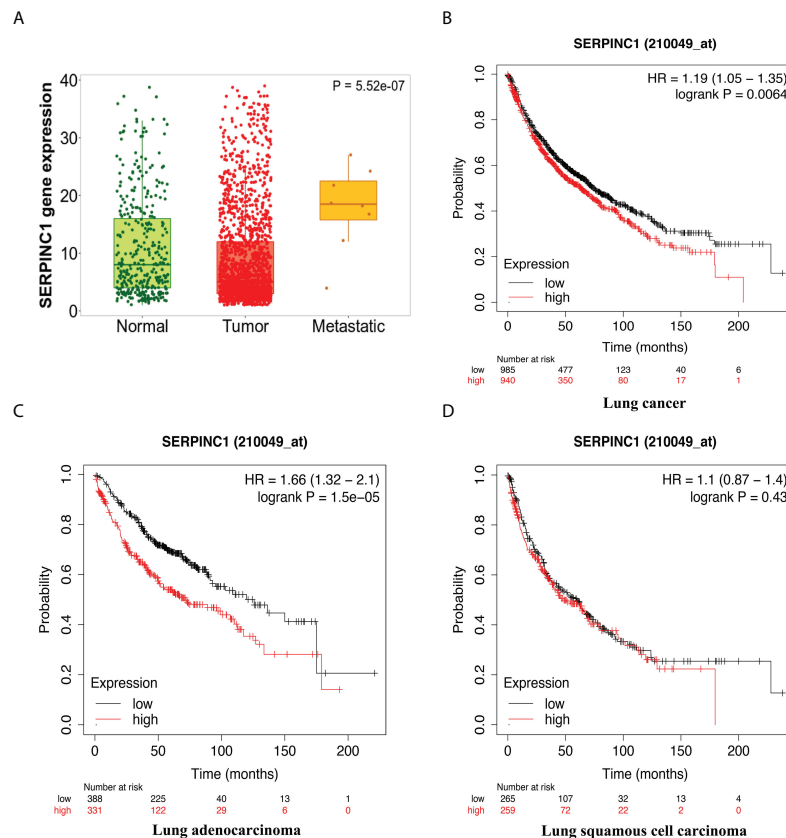 A
SERPINC1 gene expression
40
30
20
10
0
P = 5.52e-07
Normal
Tumor
Metastatic
B
SERPINC1 (210049_at)
HR = 1.19 (1.05 − 1.35)
logrank P = 0.0064
Probability
1.0
0.8
0.6
0.4
0.2
0.0
Expression
low
high
0 50 100 150 200
Time (months)
Number at risk
low 985 477 123 40 6
high 940 350 80 17 1
Lung cancer
C
SERPINC1 (210049_at)
HR = 1.66 (1.32 − 2.1)
logrank P = 1.5e−05
Probability
1.0
0.8
0.6
0.4
0.2
0.0
Expression
low
high
0 50 100 150 200
Time (months)
Number at risk
low 388 225 40 13 1
high 331 122 29 6 0
Lung adenocarcinoma
D
SERPINC1 (210049_at)
HR = 1.1 (0.87 − 1.4)
logrank P = 0.43
Probability
1.0
0.8
0.6
0.4
0.2
0.0
Expression
low
high
0 50 100 150 200
Time (months)
Number at risk
low 265 107 32 13 4
high 259 72 22 2 0
Lung squamous cell carcinoma